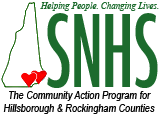 Helping People. Changing Lives.
SNHS
The Community Action Program for
Hillsborough & Rockingham Counties